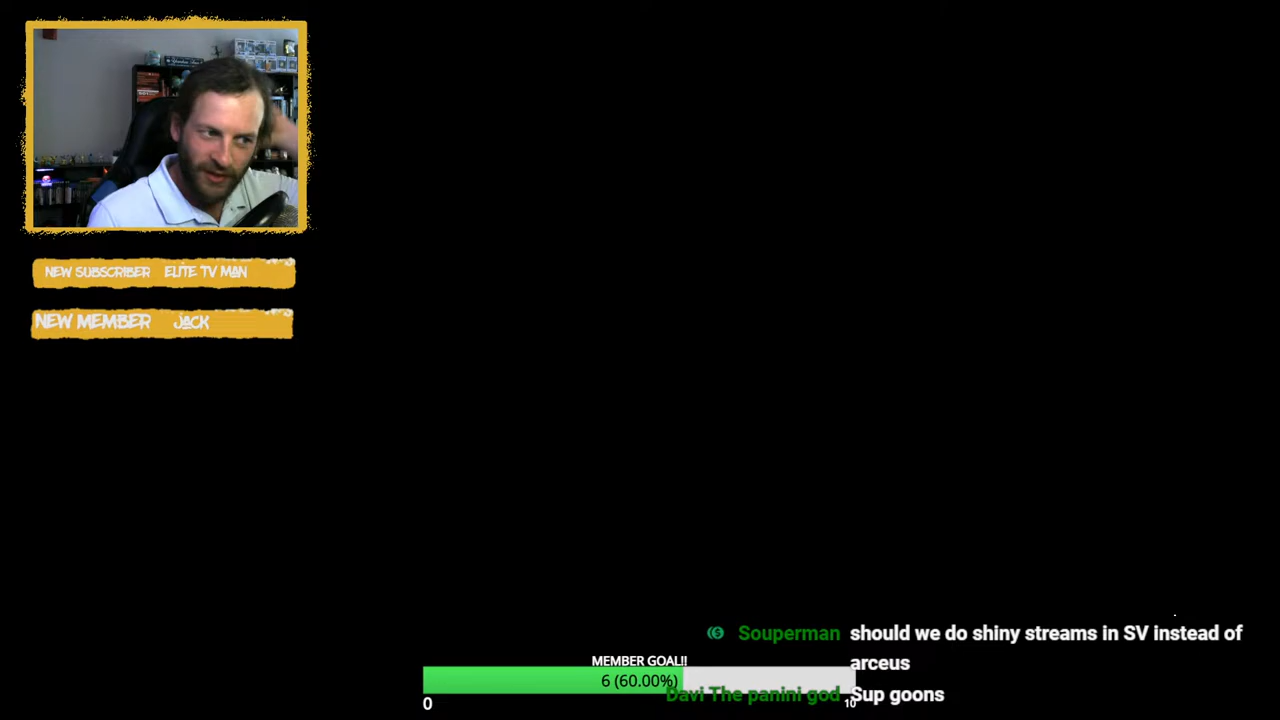 NEW SUBSCRIBER ELITE TV MAN
NEW MEMBER JACK
Souperman should we do shiny streams in SV instead of
arceus
MEMBER GOAL!!
6 (60.00%)
Davi The panini god Sup goons
0
10